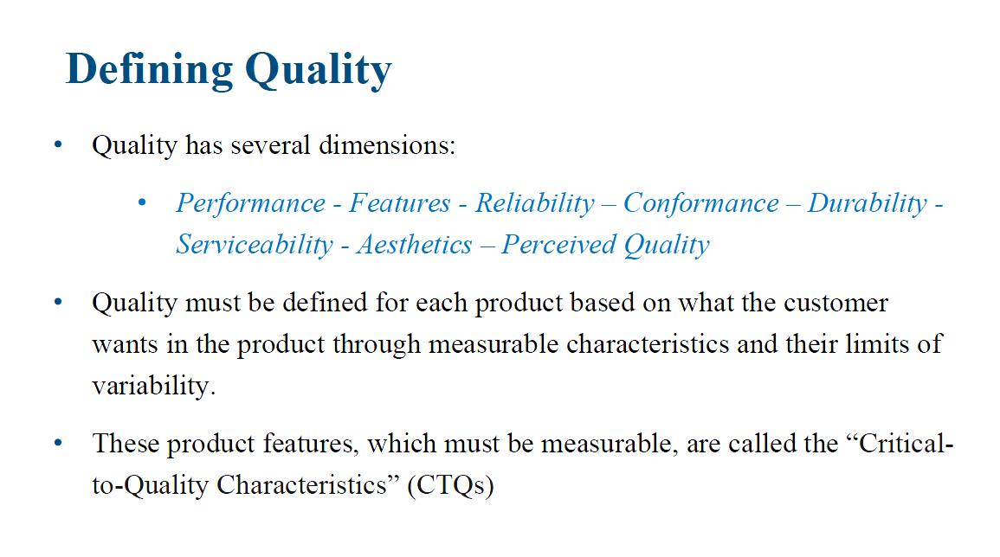 Defining Quality
• Quality has several dimensions:
• Performance - Features - Reliability – Conformance – Durability -
Serviceability - Aesthetics – Perceived Quality
• Quality must be defined for each product based on what the customer
wants in the product through measurable characteristics and their limits of
variability.
• These product features, which must be measurable, are called the “Critical-
to-Quality Characteristics” (CTQs)